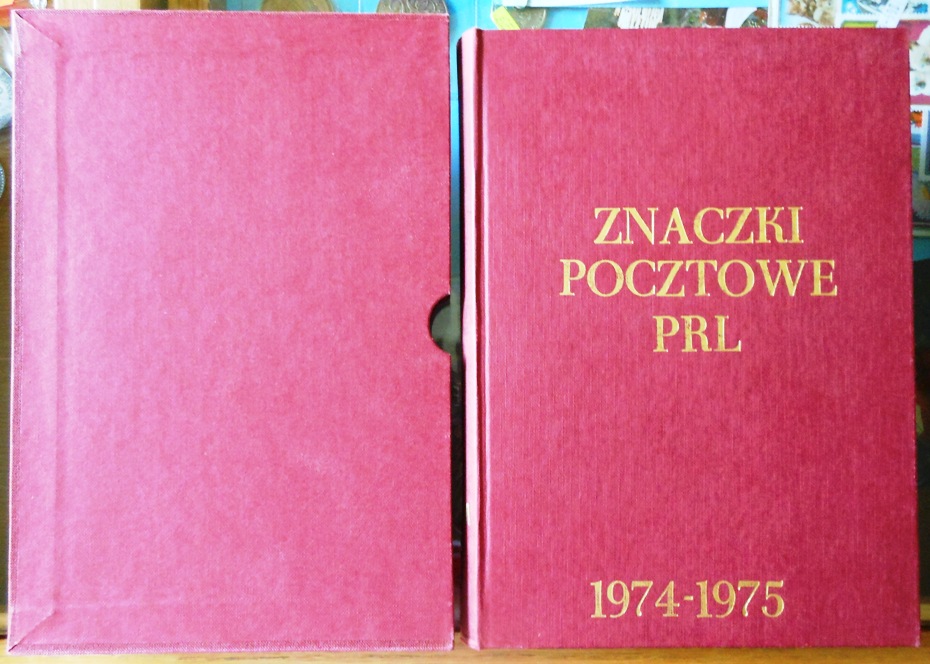 ZNACZKI
POCZTOWE
PRL
1974-1975